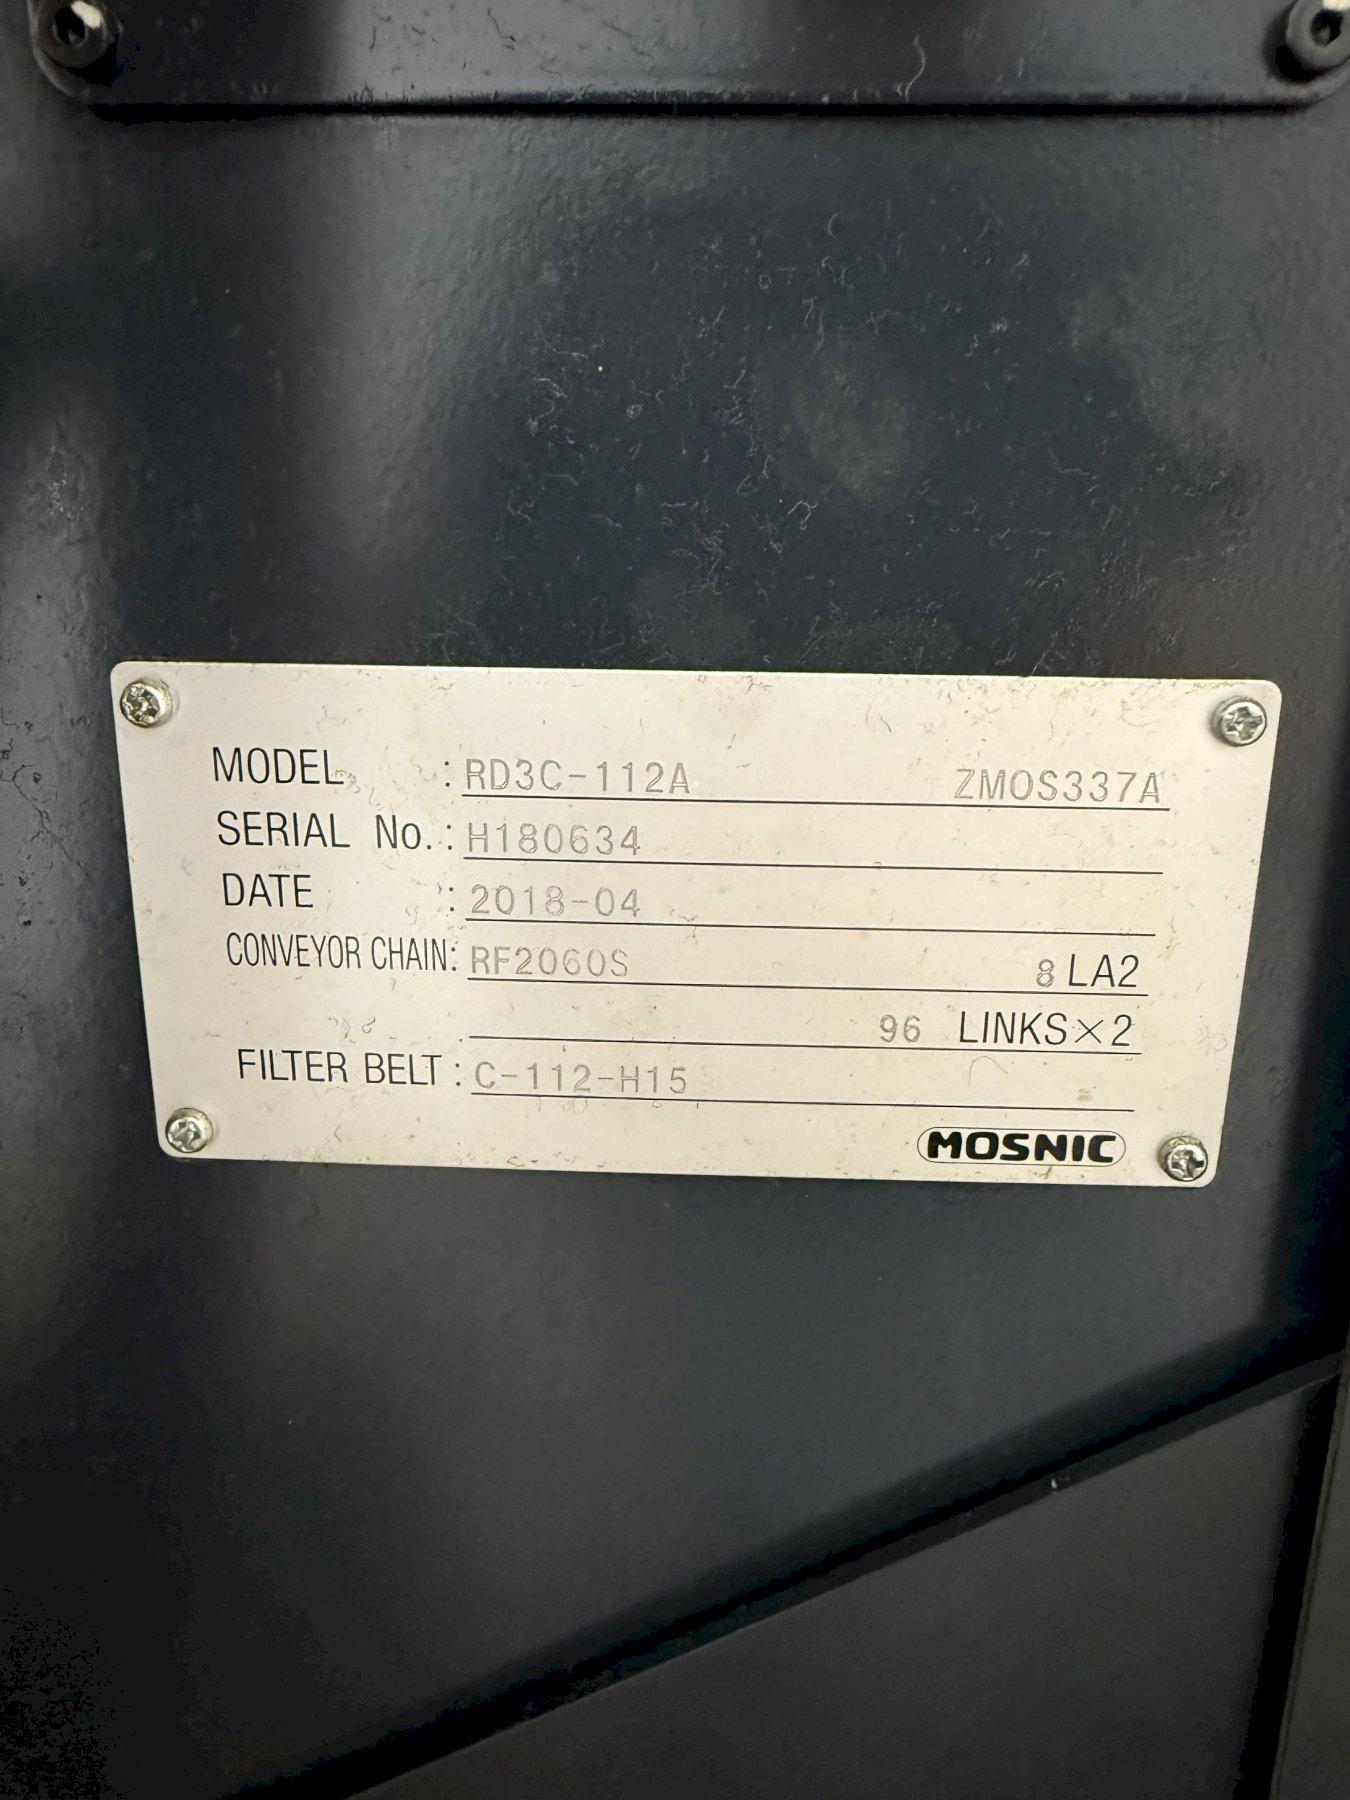 MODEL : RD3C-112A ZMOS337A
SERIAL No. : H180634
DATE : 2018-04
CONVEYOR CHAIN: RF2060S 8 LA2
96 LINKS×2
FILTER BELT : C-112-H15
MOSNIC